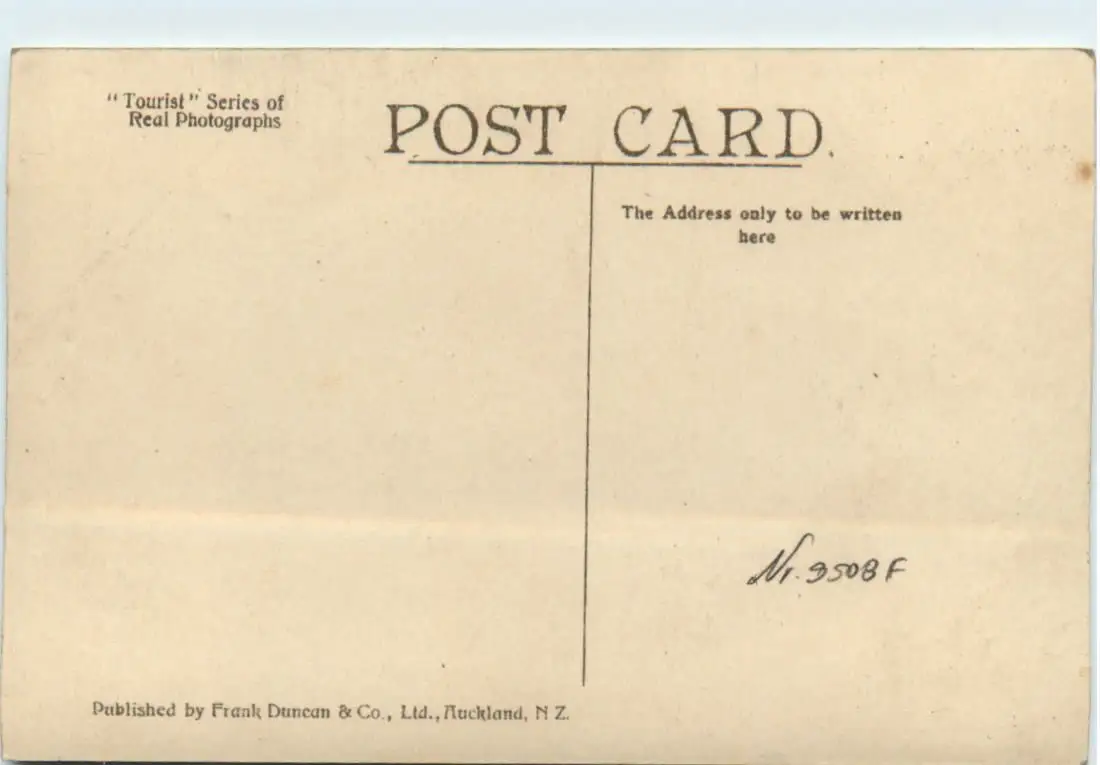 "Tourist" Series of
Real Photographs
POST CARD.
The Address only to be written
here
Nr. 9508 F
Published by Frank Duncan & Co., Ltd., Auckland, N Z.